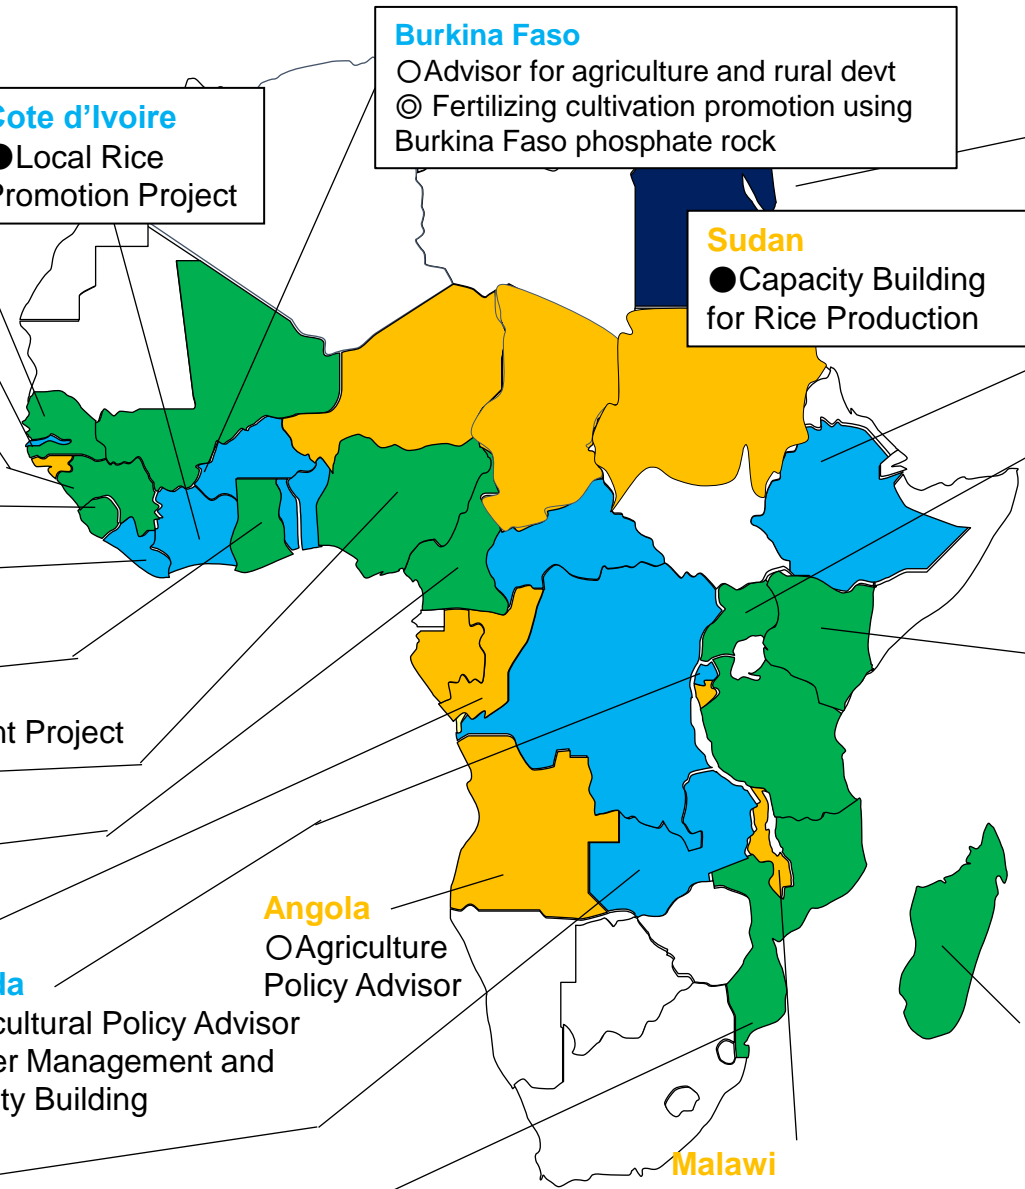 Burkina Faso
○Advisor for agriculture and rural devt
◎ Fertilizing cultivation promotion using
Burkina Faso phosphate rock
Cote d’Ivoire
●Local Rice
Promotion Project
Sudan
●Capacity Building
for Rice Production
nt Project
Angola
○Agriculture
Policy Advisor
da
cultural Policy Advisor
er Management and
ty Building
Malawi